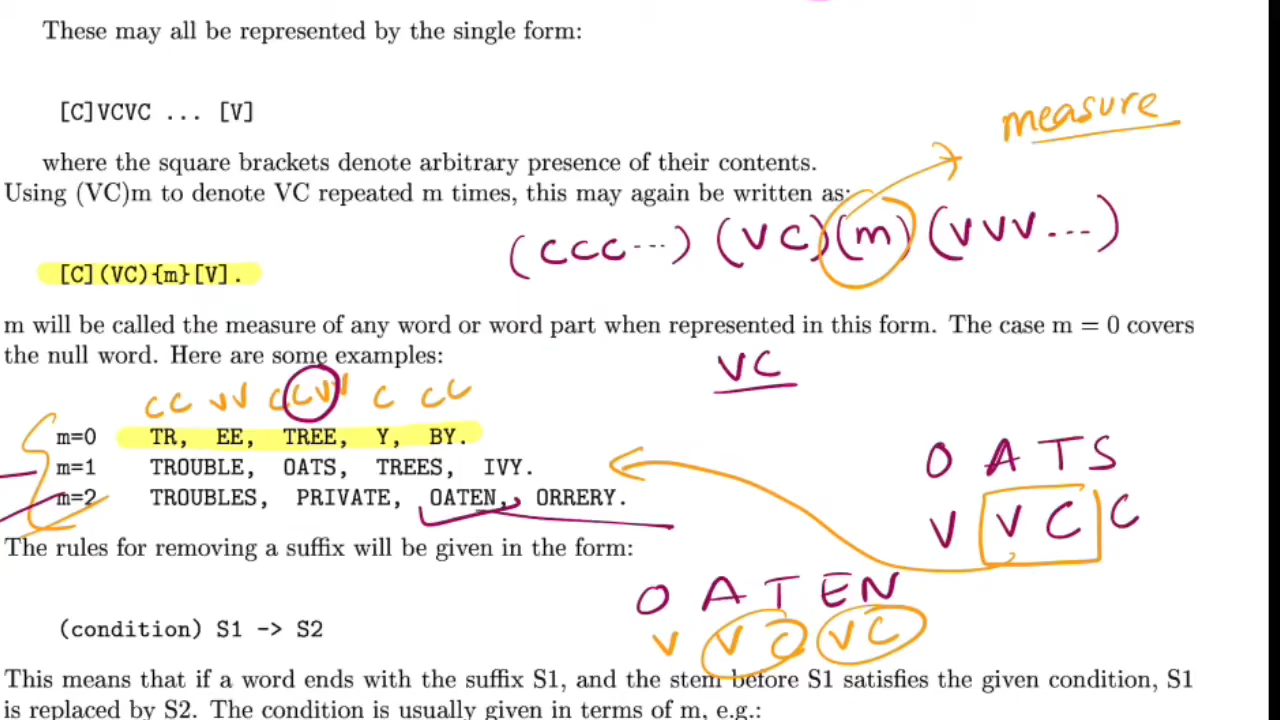 These may all be represented by the single form:
[C]VCVC ... [V]
measure
where the square brackets denote arbitrary presence of their contents.
Using (VC)m to denote VC repeated m times, this may again be written as:
(CCC...) (VC)(m) (VVV...)
[C](VC){m}[V].
m will be called the measure of any word or word part when represented in this form. The case m = 0 covers
the null word. Here are some examples:
VC
CC VV CCVV C CC
m=0 TR, EE, TREE, Y, BY.
m=1 TROUBLE, OATS, TREES, IVY.
m=2 TROUBLES, PRIVATE, OATEN, ORRERY.
OATS
V VC C
The rules for removing a suffix will be given in the form:
OATEN
V VC VC
(condition) S1 -> S2
This means that if a word ends with the suffix S1, and the stem before S1 satisfies the given condition, S1
is replaced by S2. The condition is usually given in terms of m, e.g.: